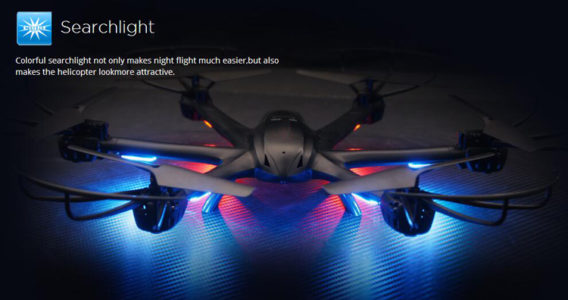 Searchlight
Colorful searchlight not only makes night flight much easier,but also
makes the helicopter lookmore attractive.